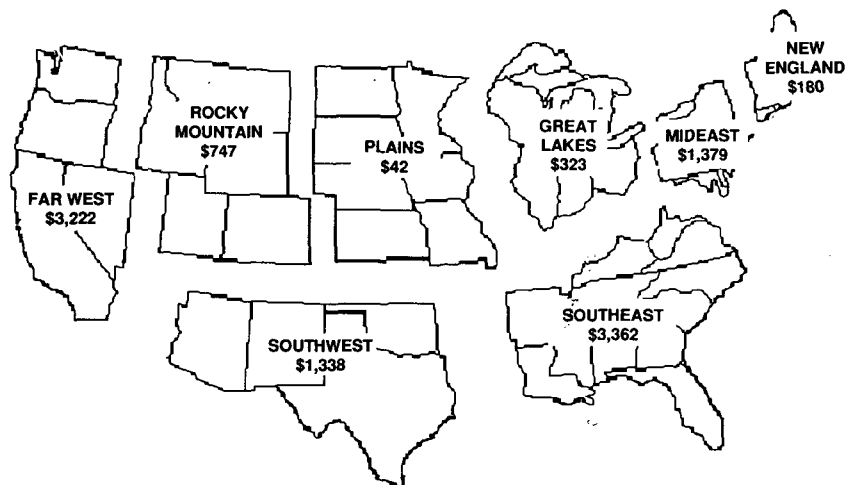 NEW
ENGLAND
$180
ROCKY
MOUNTAIN
$747
PLAINS
$42
GREAT
LAKES
$323
MIDEAST
$1,379
FAR WEST
$3,222
SOUTHEAST
$3,362
SOUTHWEST
$1,338